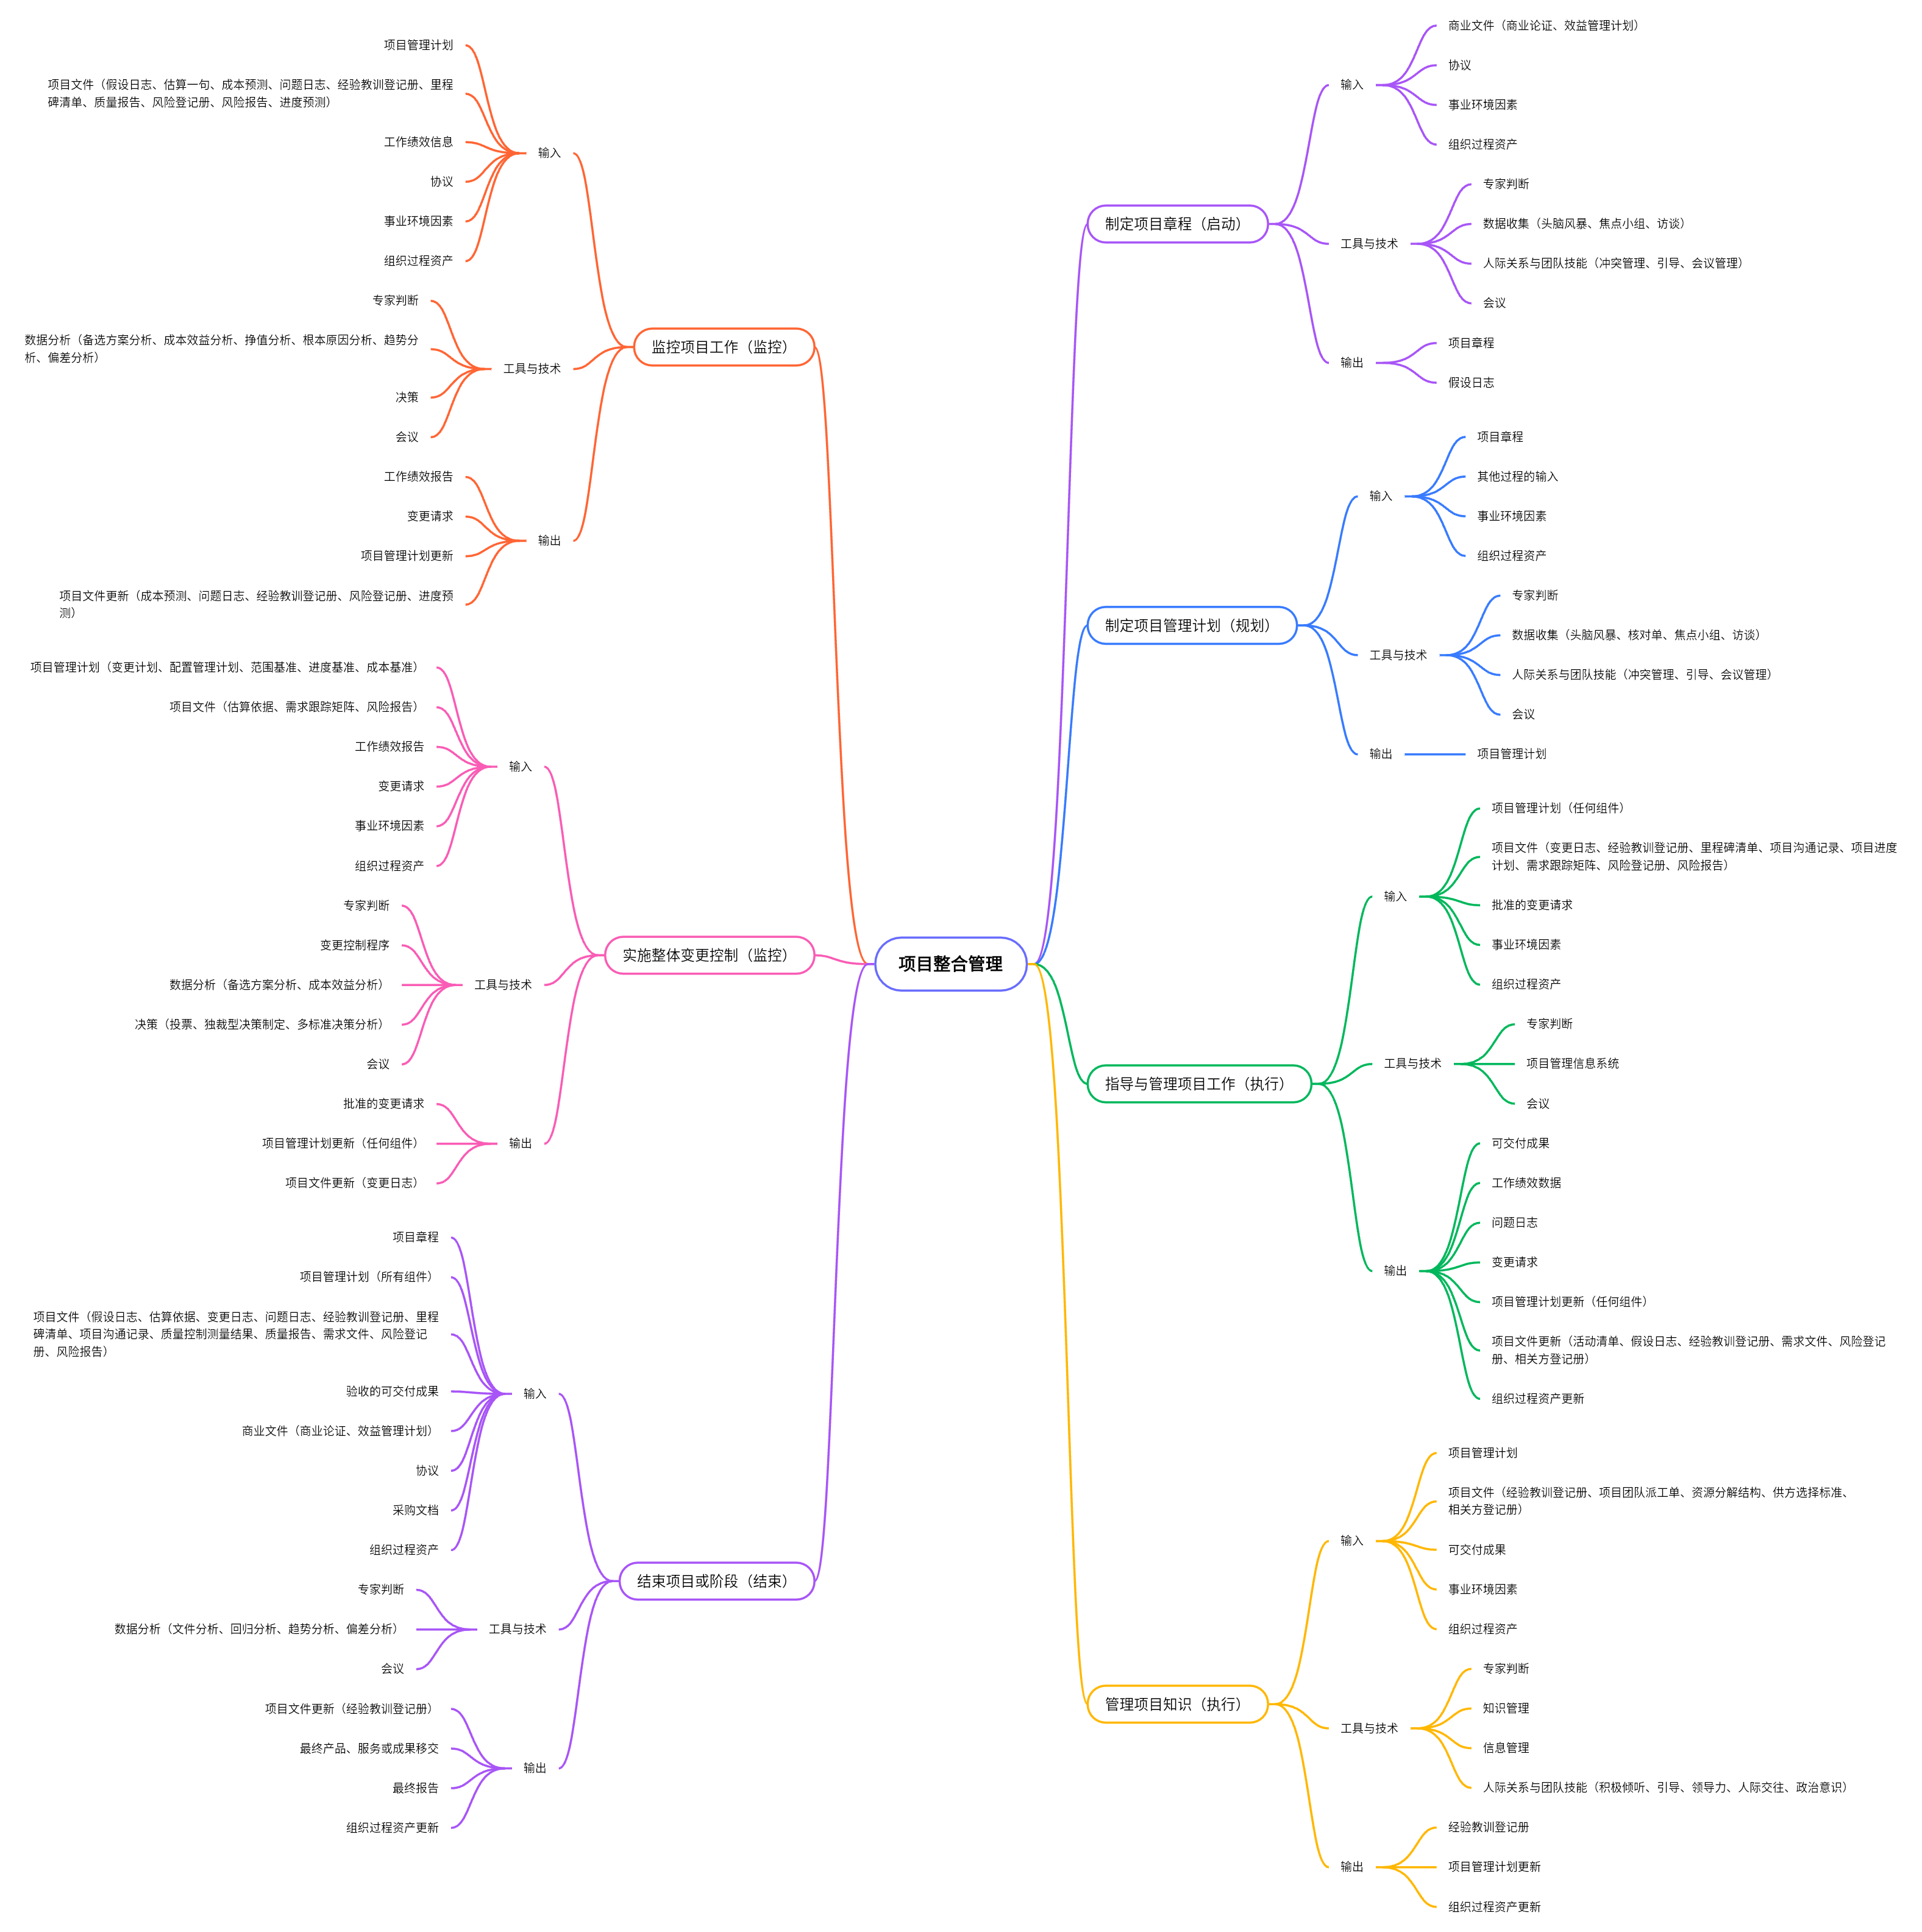 项目整合管理
制定项目章程（启动）
输入
商业文件（商业论证、效益管理计划）
协议
事业环境因素
组织过程资产
工具与技术
专家判断
数据收集（头脑风暴、焦点小组、访谈）
人际关系与团队技能（冲突管理、引导、会议管理）
会议
输出
项目章程
假设日志
制定项目管理计划（规划）
输入
项目章程
其他过程的输入
事业环境因素
组织过程资产
工具与技术
专家判断
数据收集（头脑风暴、核对单、焦点小组、访谈）
人际关系与团队技能（冲突管理、引导、会议管理）
会议
输出
项目管理计划
指导与管理项目工作（执行）
输入
项目管理计划（任何组件）
项目文件（变更日志、经验教训登记册、里程碑清单、项目沟通记录、项目进度
计划、需求跟踪矩阵、风险登记册、风险报告）
批准的变更请求
事业环境因素
组织过程资产
工具与技术
专家判断
项目管理信息系统
会议
输出
可交付成果
工作绩效数据
问题日志
变更请求
项目管理计划更新（任何组件）
项目文件更新（活动清单、假设日志、经验教训登记册、需求文件、风险登记
册、相关方登记册）
组织过程资产更新
管理项目知识（执行）
输入
项目管理计划
项目文件（经验教训登记册、项目团队派工单、资源分解结构、供方选择标准、
相关方登记册）
可交付成果
事业环境因素
组织过程资产
工具与技术
专家判断
知识管理
信息管理
人际关系与团队技能（积极倾听、引导、领导力、人际交往、政治意识）
输出
经验教训登记册
项目管理计划更新
组织过程资产更新
监控项目工作（监控）
输入
项目管理计划
项目文件（假设日志、估算一句、成本预测、问题日志、经验教训登记册、里程
碑清单、质量报告、风险登记册、风险报告、进度预测）
工作绩效信息
协议
事业环境因素
组织过程资产
工具与技术
专家判断
数据分析（备选方案分析、成本效益分析、挣值分析、根本原因分析、趋势分
析、偏差分析）
决策
会议
输出
工作绩效报告
变更请求
项目管理计划更新
项目文件更新（成本预测、问题日志、经验教训登记册、风险登记册、进度预
测）
实施整体变更控制（监控）
输入
项目管理计划（变更计划、配置管理计划、范围基准、进度基准、成本基准）
项目文件（估算依据、需求跟踪矩阵、风险报告）
工作绩效报告
变更请求
事业环境因素
组织过程资产
工具与技术
专家判断
变更控制程序
数据分析（备选方案分析、成本效益分析）
决策（投票、独裁型决策制定、多标准决策分析）
会议
输出
批准的变更请求
项目管理计划更新（任何组件）
项目文件更新（变更日志）
结束项目或阶段（结束）
输入
项目章程
项目管理计划（所有组件）
项目文件（假设日志、估算依据、变更日志、问题日志、经验教训登记册、里程
碑清单、项目沟通记录、质量控制测量结果、质量报告、需求文件、风险登记
册、风险报告）
验收的可交付成果
商业文件（商业论证、效益管理计划）
协议
采购文档
组织过程资产
工具与技术
专家判断
数据分析（文件分析、回归分析、趋势分析、偏差分析）
会议
输出
项目文件更新（经验教训登记册）
最终产品、服务或成果移交
最终报告
组织过程资产更新